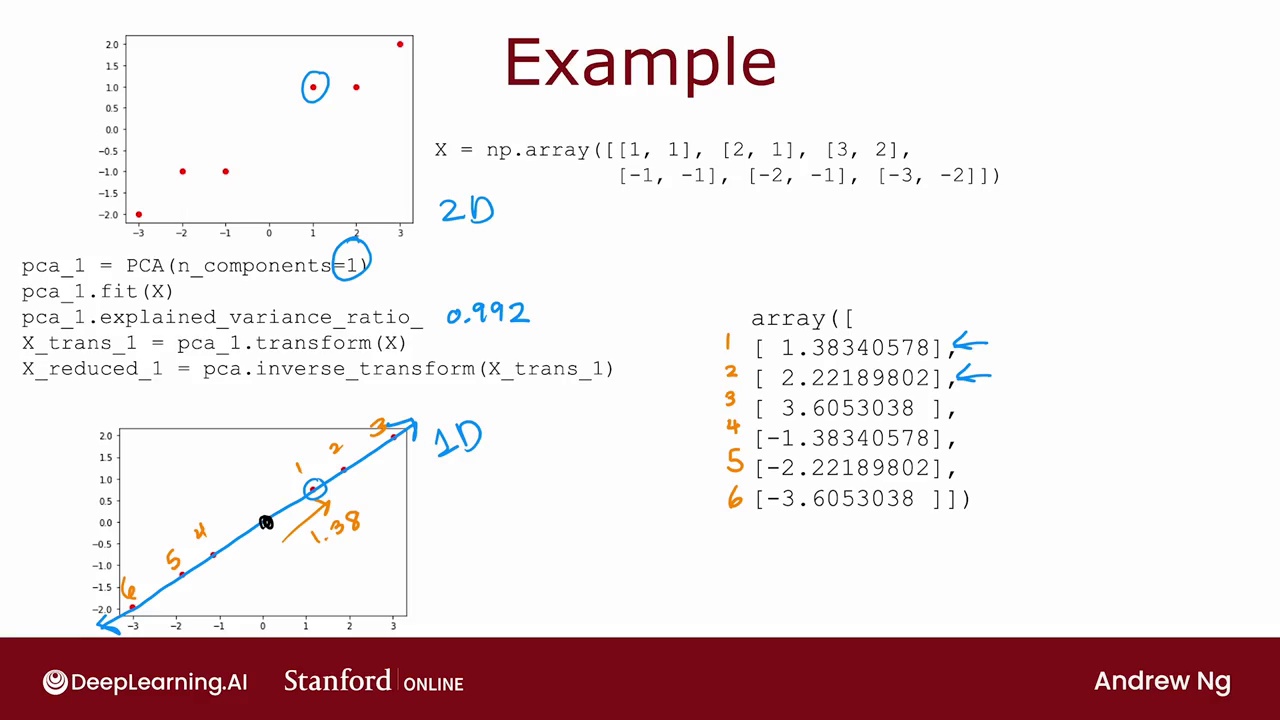 Example
2.0
1.5
1.0
0.5
0.0
−0.5
−1.0
−1.5
−2.0
−3 −2 −1 0 1 2 3
X = np.array([[1, 1], [2, 1], [3, 2],
[-1, -1], [-2, -1], [-3, -2]])
2D
pca_1 = PCA(n_components=1)
pca_1.fit(X)
pca_1.explained_variance_ratio_ 0.992
X_trans_1 = pca_1.transform(X)
X_reduced_1 = pca.inverse_transform(X_trans_1)
array([
1 [ 1.38340578],
2 [ 2.22189802],
3 [ 3.6053038 ],
4 [-1.38340578],
5 [-2.22189802],
6 [-3.6053038 ]])
1D
2.0
1.5
1.0
0.5
0.0
−0.5
−1.0
−1.5
−2.0
3
2
1
1.38
4
5
6
−3 −2 −1 0 1 2 3
DeepLearning.AI Stanford ONLINE Andrew Ng